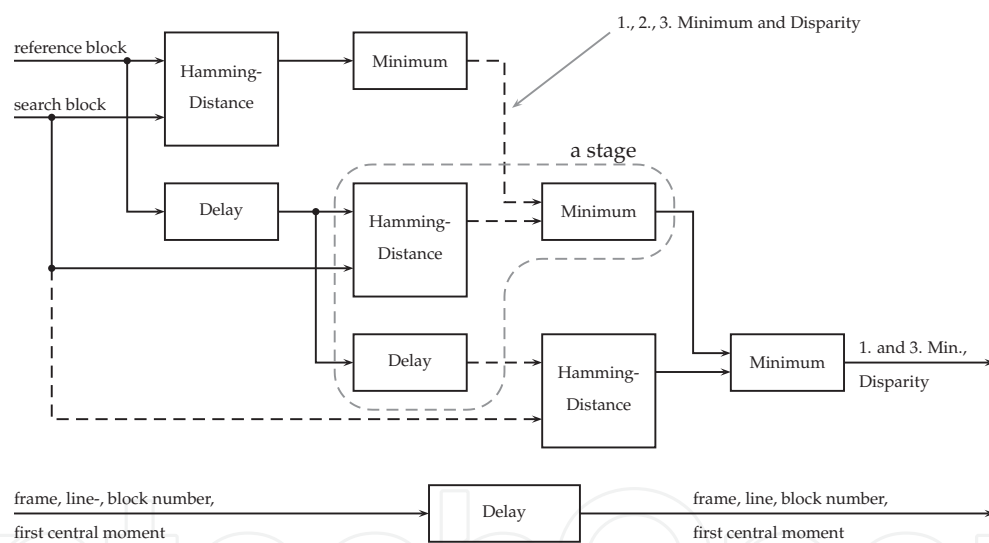 1., 2., 3. Minimum and Disparity
reference block
Hamming-
Distance
Minimum
search block
a stage
Delay
Hamming-
Distance
Minimum
Delay
Hamming-
Distance
Minimum
1. and 3. Min.,
Disparity
frame, line-, block number,
first central moment
Delay
frame, line, block number,
first central moment